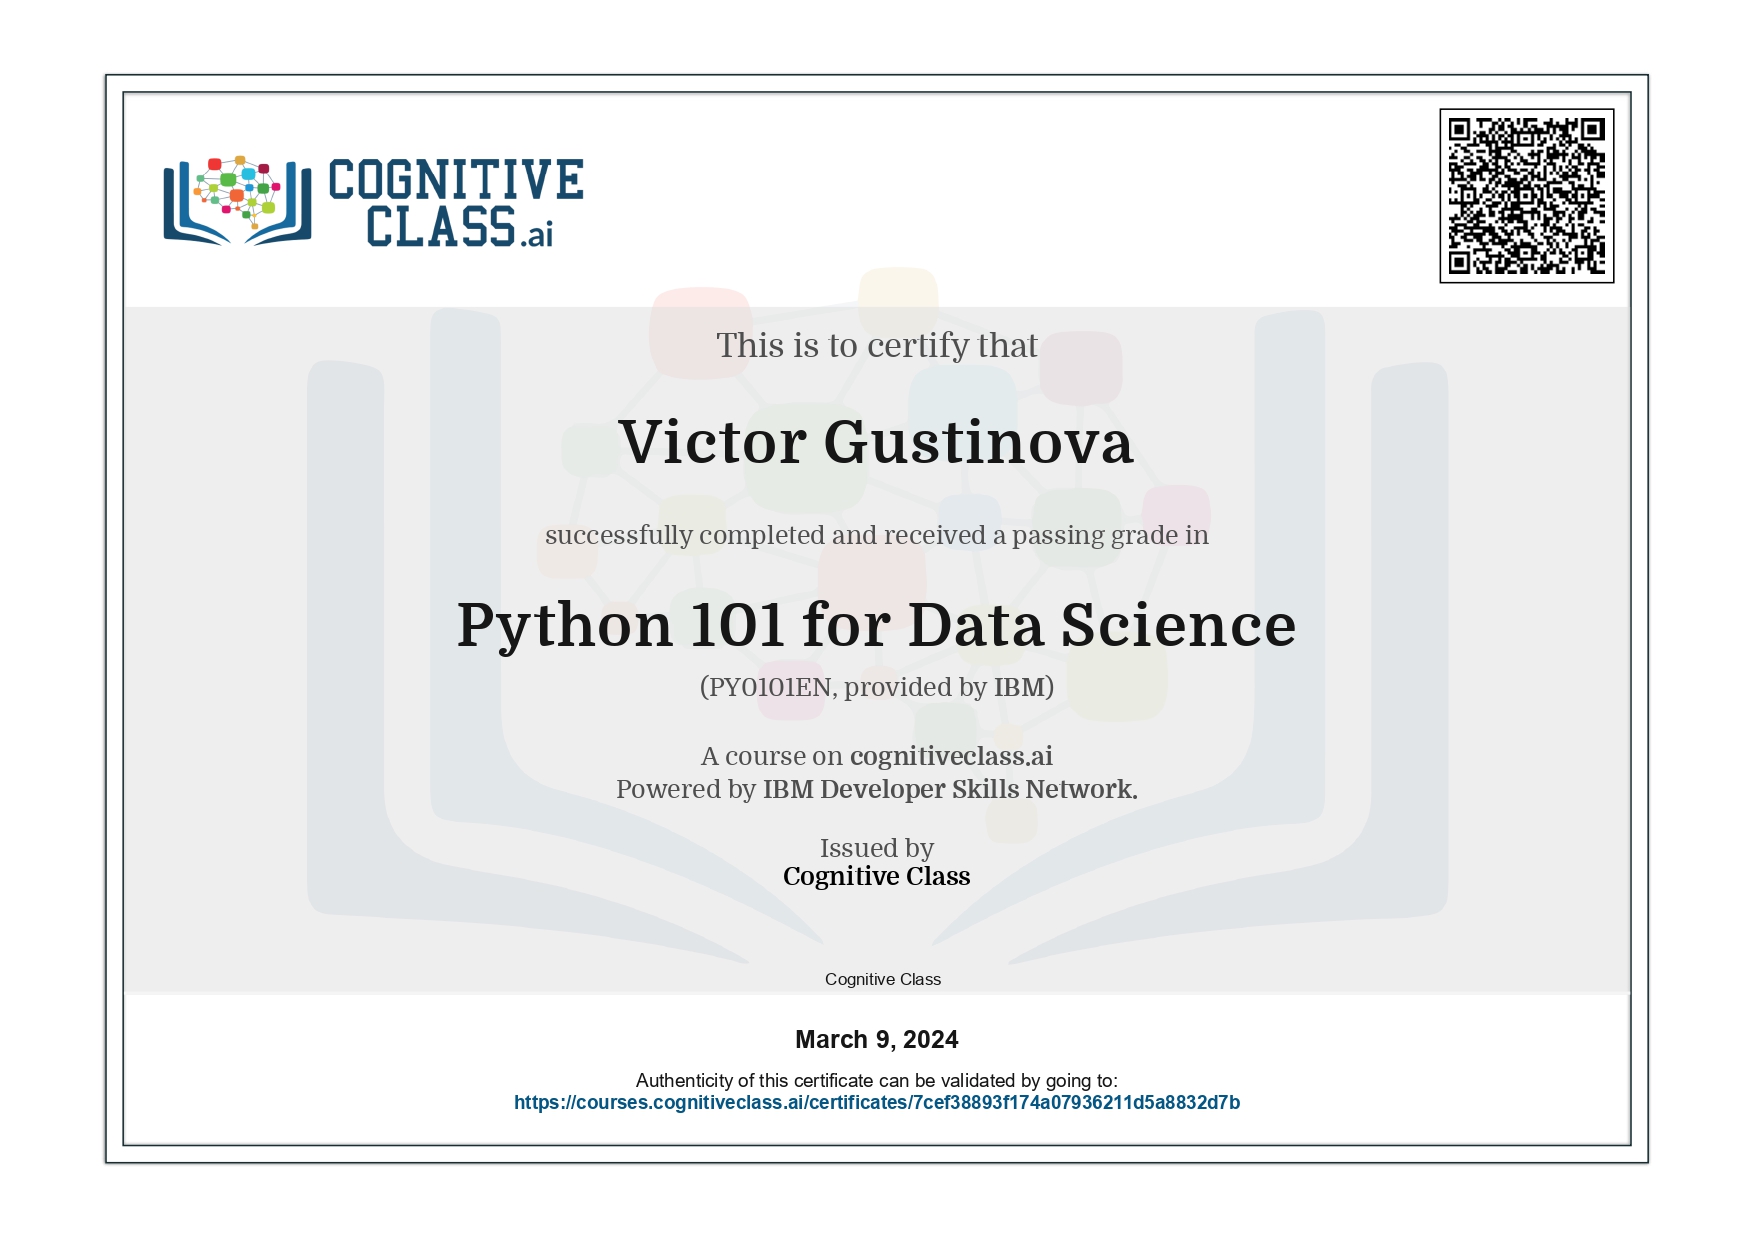 COGNITIVE
CLASS.ai
This is to certify that
Victor Gustinova
successfully completed and received a passing grade in
Python 101 for Data Science
(PY0101EN, provided by IBM)
A course on cognitiveclass.ai
Powered by IBM Developer Skills Network.
Issued by
Cognitive Class
Cognitive Class
March 9, 2024
Authenticity of this certificate can be validated by going to:
https://courses.cognitiveclass.ai/certificates/7cef38893f174a07936211d5a8832d7b